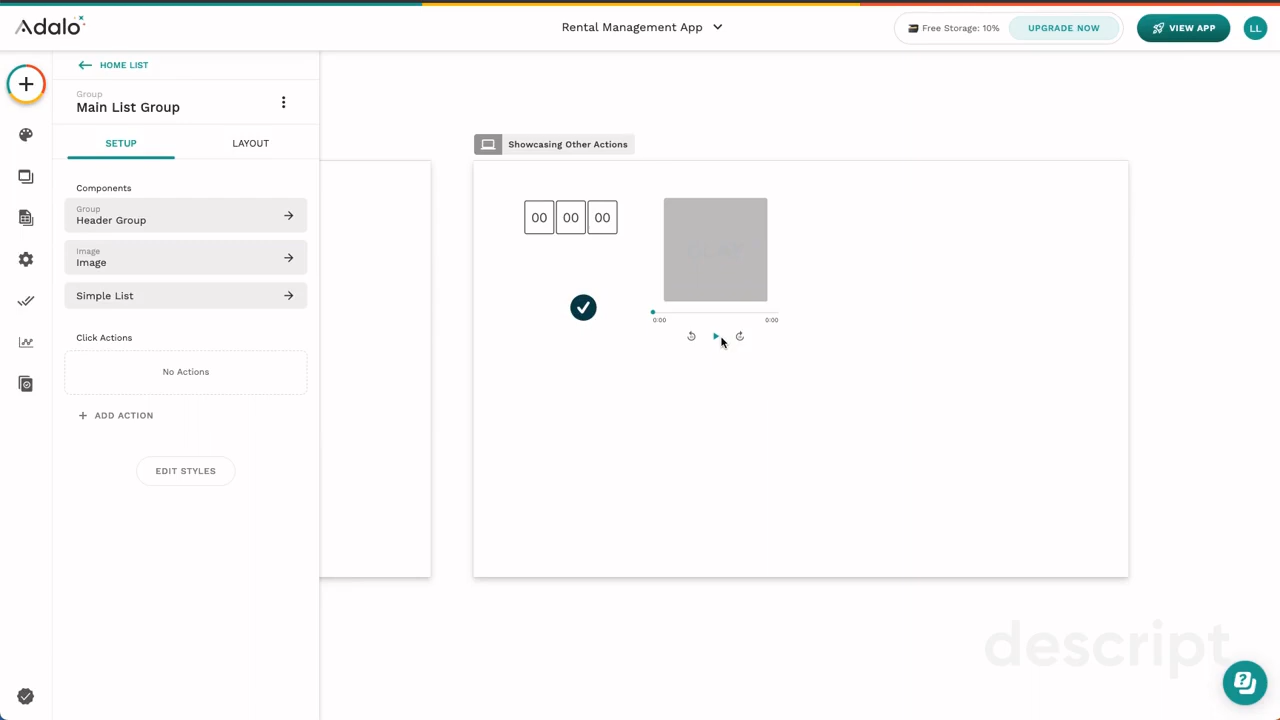 Adalo
Rental Management App
Free Storage: 10%
UPGRADE NOW
VIEW APP
LL
HOME LIST
Group
Main List Group
SETUP
LAYOUT
Components
Group
Header Group
Image
Image
Simple List
Click Actions
No Actions
+ ADD ACTION
EDIT STYLES
Showcasing Other Actions
00 00 00
0:00
0:00
descript